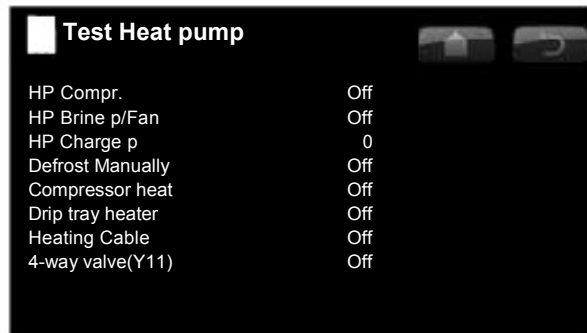 Test Heat pump
HP Compr. Off
HP Brine p/Fan Off
HP Charge p 0
Defrost Manually Off
Compressor heat Off
Drip tray heater Off
Heating Cable Off
4-way valve(Y11) Off